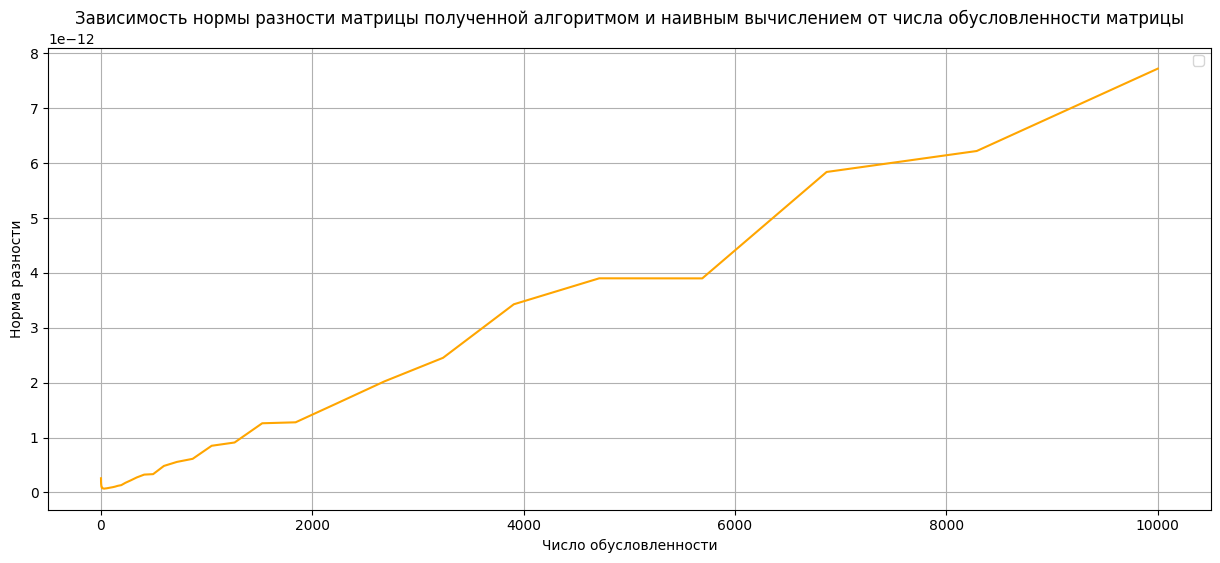 Зависимость нормы разности матрицы полученной алгоритмом и наивным вычислением от числа обусловленности матрицы
1e−12
8
7
6
5
4
3
2
1
0
Норма разности
0 2000 4000 6000 8000 10000
Число обусловленности